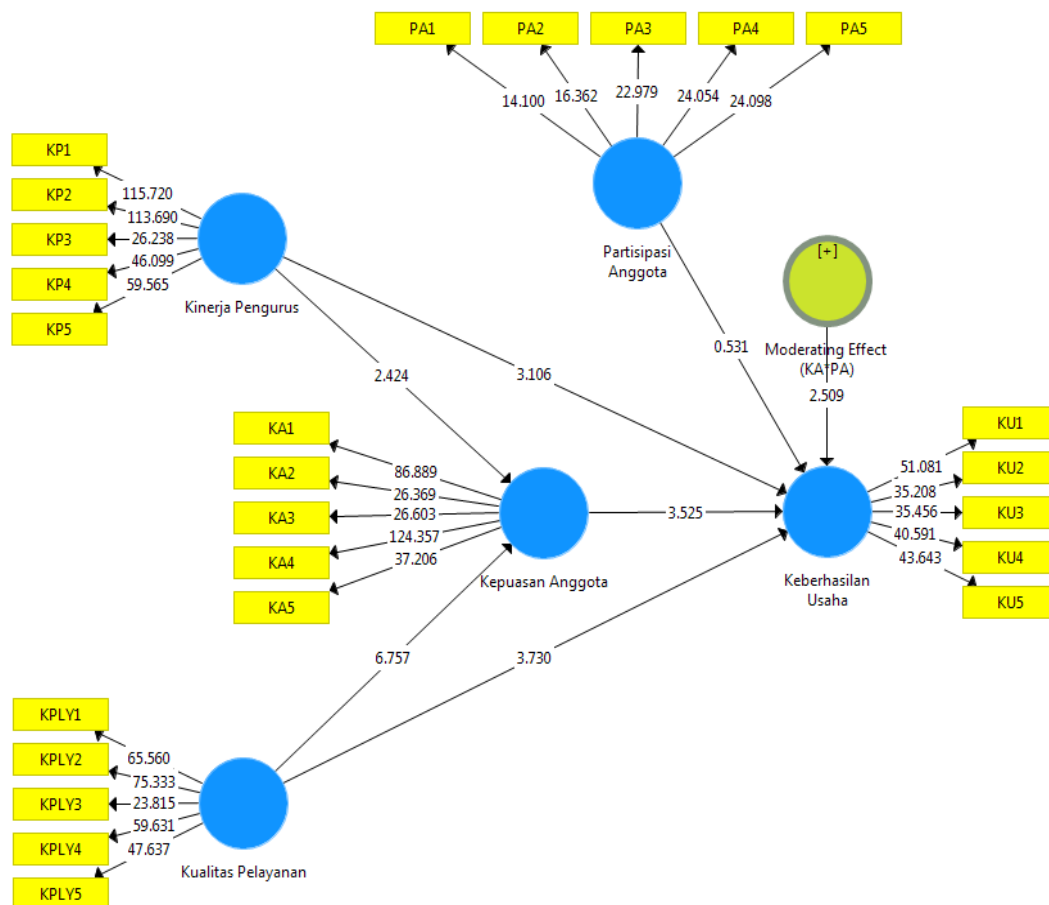 PA1
PA2
PA3
PA4
PA5
14.100
16.362
22.979
24.054
24.098
Partisipasi
Anggota
KP1
KP2
KP3
KP4
KP5
115.720
113.690
26.238
46.099
59.565
Kinerja Pengurus
[+]
Moderating Effect
(KA*PA)
2.424
3.106
0.531
2.509
KA1
KA2
KA3
KA4
KA5
86.889
26.369
26.603
124.357
37.206
Kepuasan Anggota
3.525
KU1
KU2
KU3
KU4
KU5
51.081
35.208
35.456
40.591
43.643
Keberhasilan
Usaha
6.757
3.730
KPLY1
KPLY2
KPLY3
KPLY4
KPLY5
65.560
75.333
23.815
59.631
47.637
Kualitas Pelayanan